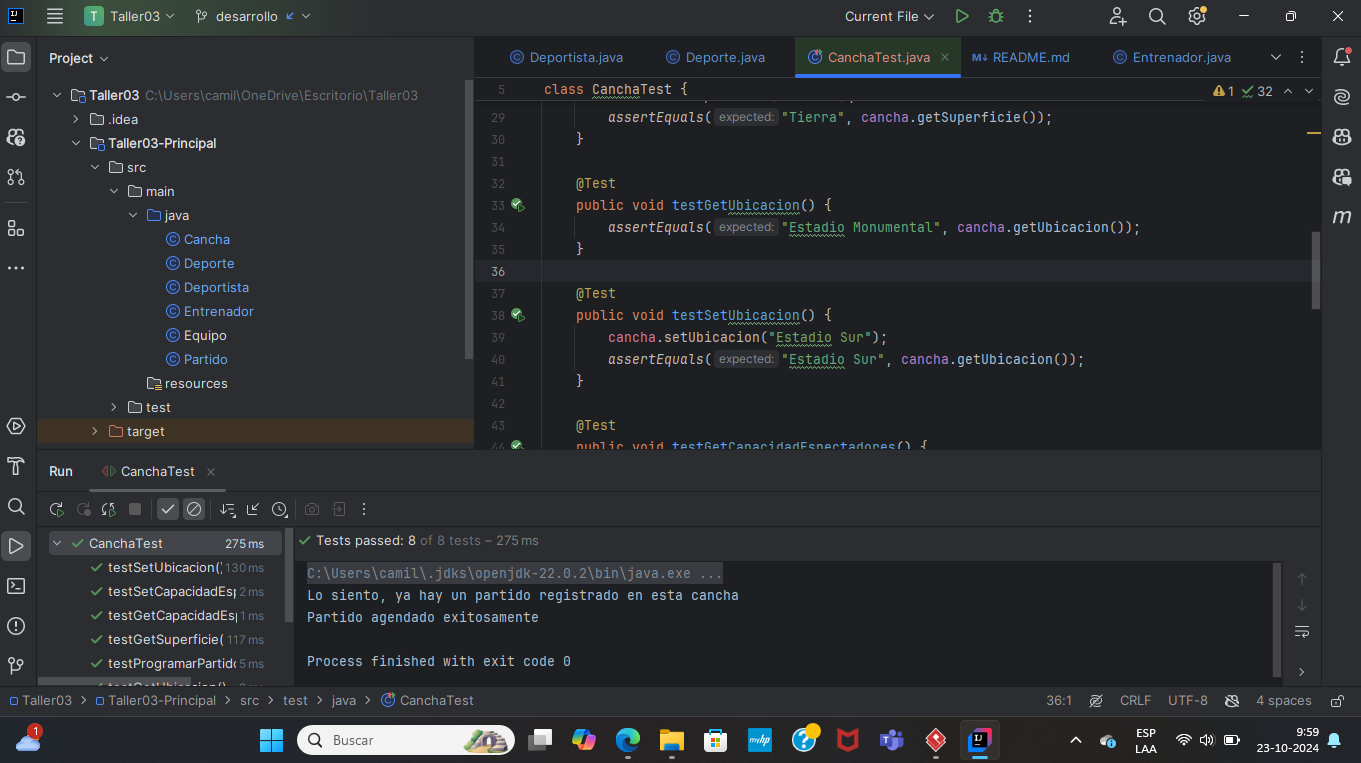 T Taller03 desarrollo Current File
Project
Deportista.java Deporte.java CanchaTest.java README.md Entrenador.java
Taller03 C:\Users\camil\OneDrive\Escritorio\Taller03
.idea
Taller03-Principal
src
main
java
Cancha
Deporte
Deportista
Entrenador
Equipo
Partido
resources
test
target
5 class CanchaTest {
1 32
29 assertEquals( expected: "Tierra", cancha.getSuperficie());
30 }
31
32 @Test
33 public void testGetUbicacion() {
34 assertEquals( expected: "Estadio Monumental", cancha.getUbicacion());
35 }
36
37 @Test
38 public void testSetUbicacion() {
39 cancha.setUbicacion("Estadio Sur");
40 assertEquals( expected: "Estadio Sur", cancha.getUbicacion());
41 }
42
43 @Test
44 public void testGetCapacidadEspectadores() {
Run CanchaTest
CanchaTest 275 ms
testSetUbicacion() 130 ms
testSetCapacidadEsp 2 ms
testGetCapacidadEsp 1 ms
testGetSuperficie( 117 ms
testProgramarPartido 5 ms
Tests passed: 8 of 8 tests – 275 ms
C:\Users\camil\.jdks\openjdk-22.0.2\bin\java.exe ...
Lo siento, ya hay un partido registrado en esta cancha
Partido agendado exitosamente
Process finished with exit code 0
Taller03 > Taller03-Principal > src > test > java > CanchaTest
36:1 CRLF UTF-8 4 spaces
1
Buscar
myhp
ESP
LAA
9:59
23-10-2024